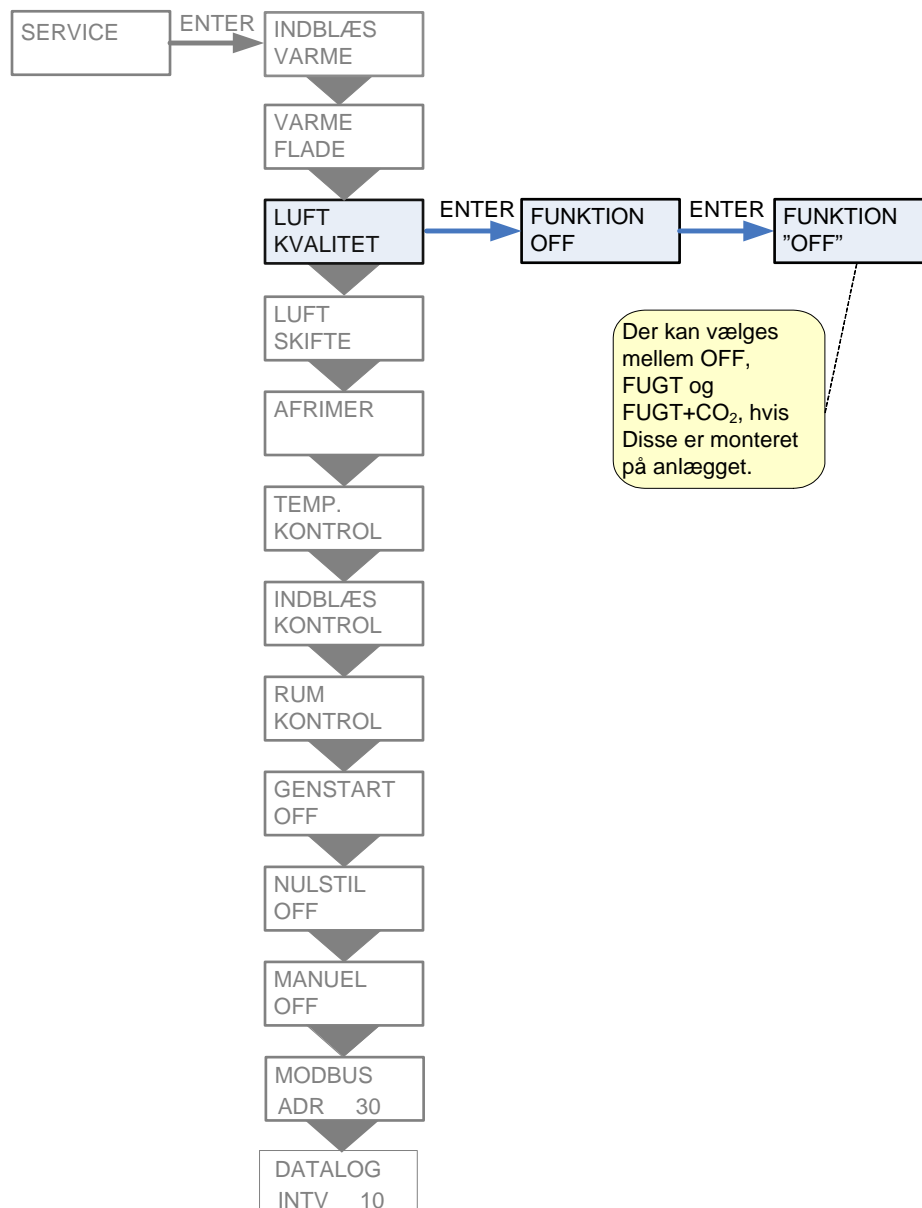 SERVICE
ENTER
INDBLÆS
VARME
VARME
FLADE
LUFT
KVALITET
ENTER
FUNKTION
OFF
ENTER
FUNKTION
"OFF"
Der kan vælges
mellem OFF,
FUGT og
FUGT+CO₂, hvis
Disse er monteret
på anlægget.
LUFT
SKIFTE
AFRIMER
TEMP.
KONTROL
INDBLÆS
KONTROL
RUM
KONTROL
GENSTART
OFF
NULSTIL
OFF
MANUEL
OFF
MODBUS
ADR 30
DATALOG
INTV 10